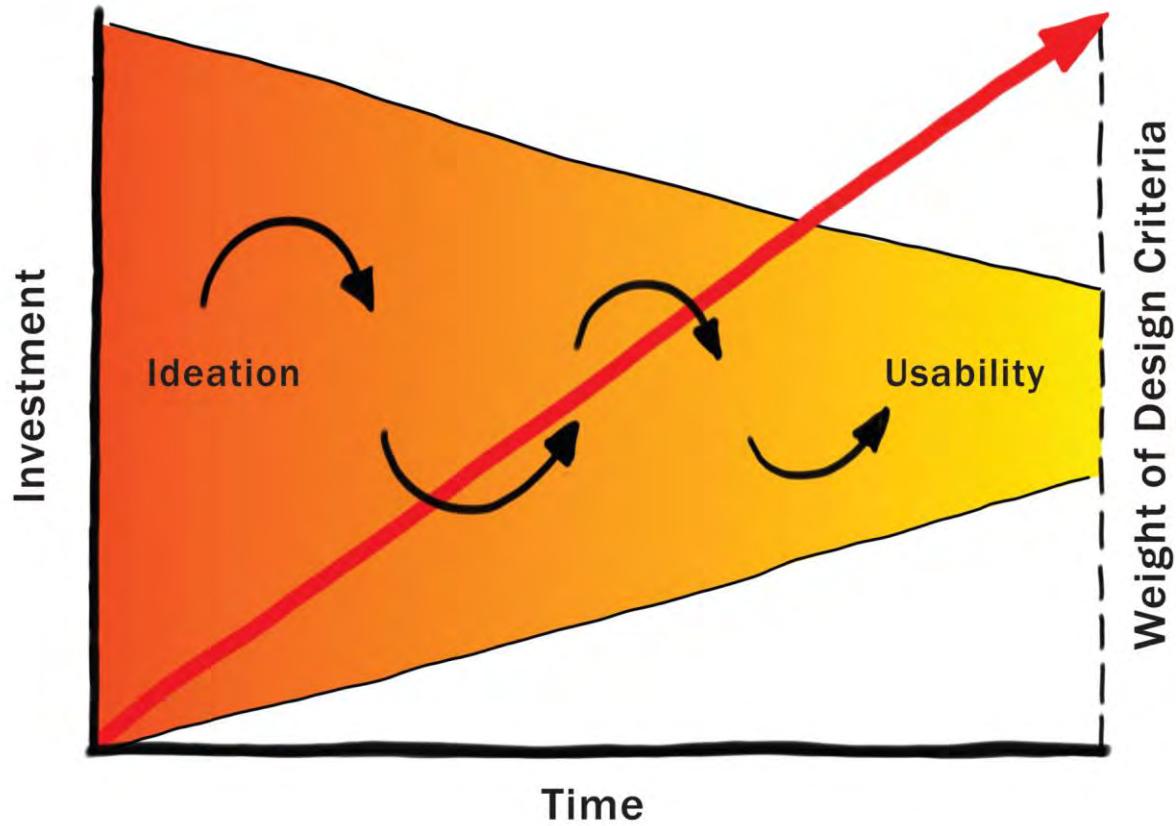 Investment
Ideation
Usability
Weight of Design Criteria
Time